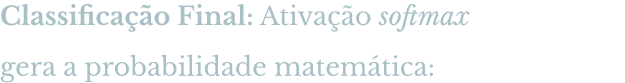 Classificação Final: Ativação softmax
gera a probabilidade matemática: